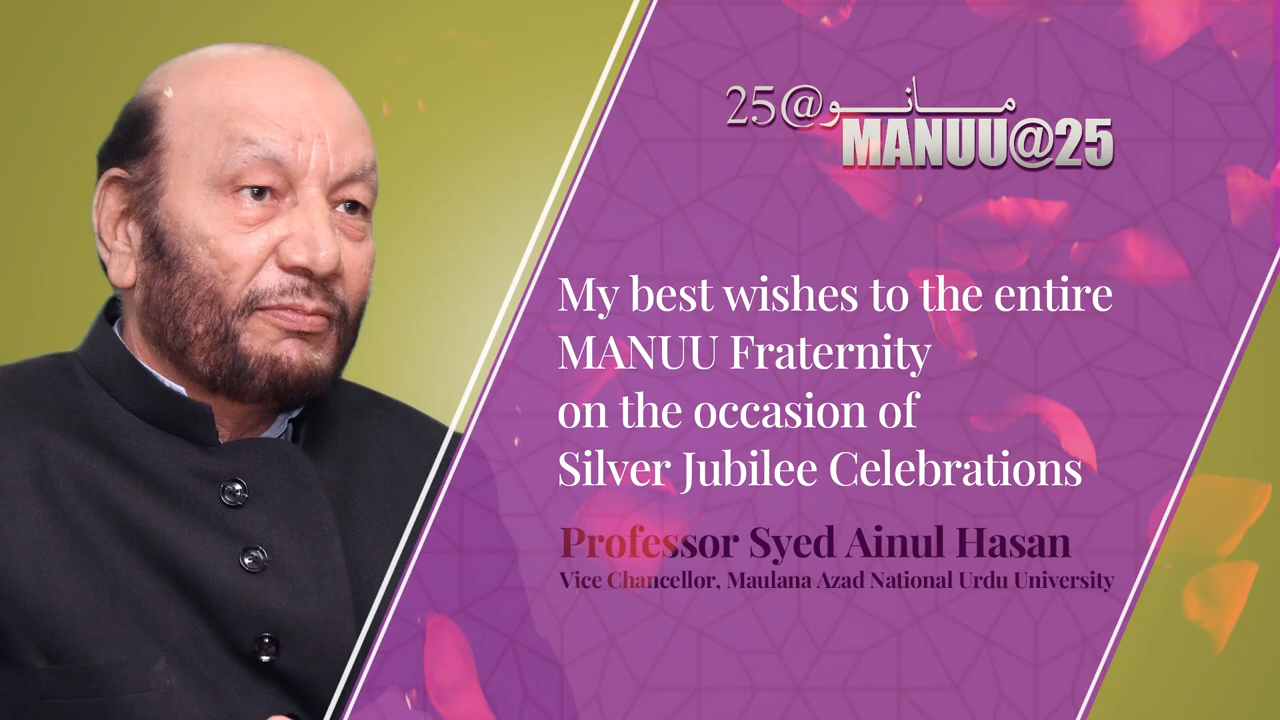 مانو@25
MANUU@25
My best wishes to the entire
MANUU Fraternity
on the occasion of
Silver Jubilee Celebrations
Professor Syed Ainul Hasan
Vice Chancellor, Maulana Azad National Urdu University